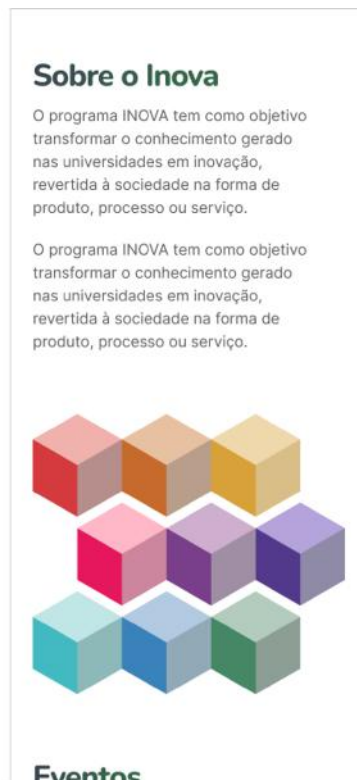 Sobre o Inova
O programa INOVA tem como objetivo
transformar o conhecimento gerado
nas universidades em inovação,
revertida à sociedade na forma de
produto, processo ou serviço.
O programa INOVA tem como objetivo
transformar o conhecimento gerado
nas universidades em inovação,
revertida à sociedade na forma de
produto, processo ou serviço.
Eventos